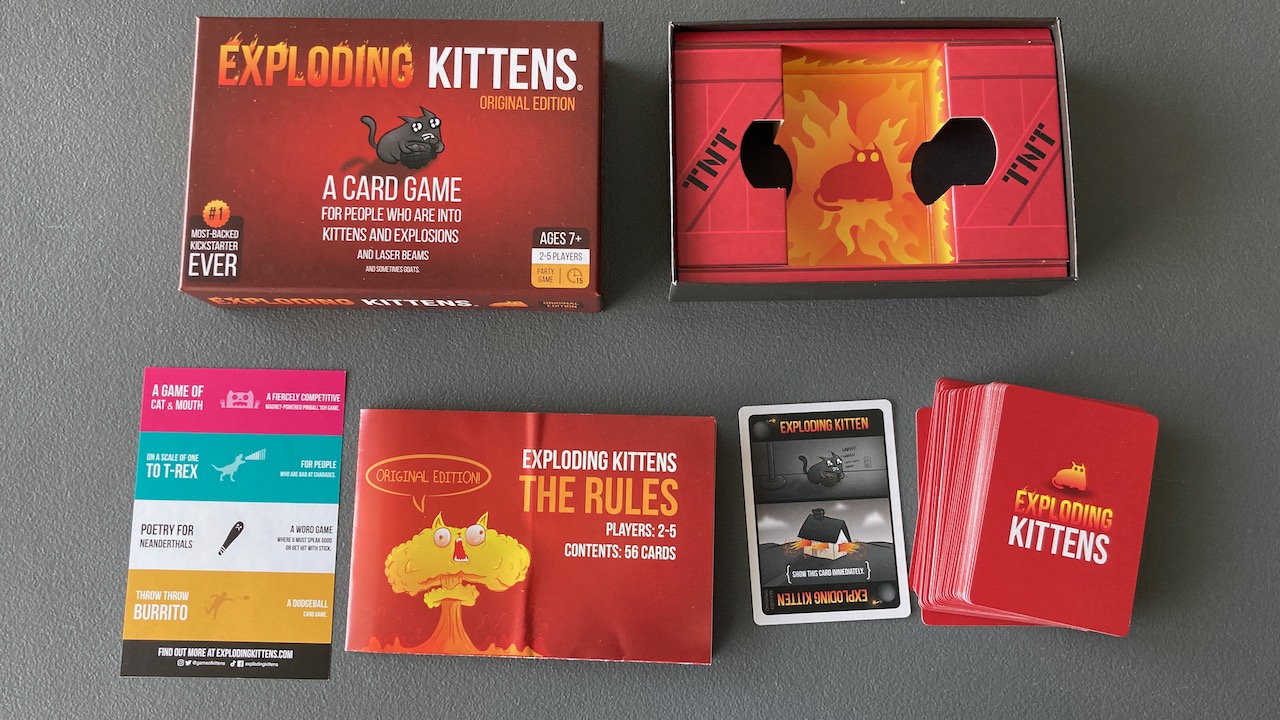 EXPLODING KITTENS®
ORIGINAL EDITION
A CARD GAME
FOR PEOPLE WHO ARE INTO
KITTENS AND EXPLOSIONS
AND LASER BEAMS
AND SOMETIMES GOATS.
#1
MOST-BACKED
KICKSTARTER
EVER
AGES 7+
2-5 PLAYERS
PARTY
GAME
15
EXPLODING KITTENS.
ORIGINAL
EDITION
TNT
TNT
A GAME OF
CAT & MOUTH
A FIERCELY COMPETITIVE
MAGNET-POWERED PINBALL'ISH GAME.
ON A SCALE OF ONE
TO T-REX
FOR PEOPLE
WHO ARE BAD AT CHARADES.
POETRY FOR
NEANDERTHALS
A WORD GAME
WHERE U MUST SPEAK GOOD
OR GET HIT WITH STICK.
THROW THROW
BURRITO
A DODGEBALL
CARD GAME.
FIND OUT MORE AT EXPLODINGKITTENS.COM
@gameofkittens explodingkittens
ORIGINAL EDITION!
EXPLODING KITTENS
THE RULES
PLAYERS: 2-5
CONTENTS: 56 CARDS
EXPLODING KITTEN
SHOW THIS CARD IMMEDIATELY.
EXPLODING KITTEN
EXPLODING
KITTENS